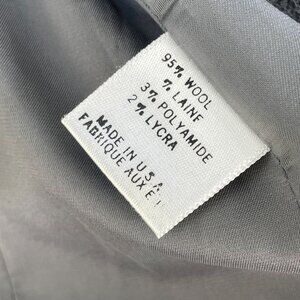 95% WOOL
% LAINE
3% POLYAMIDE
2% LYCRA
MADE IN U.S.A
FABRIQUE AUX E